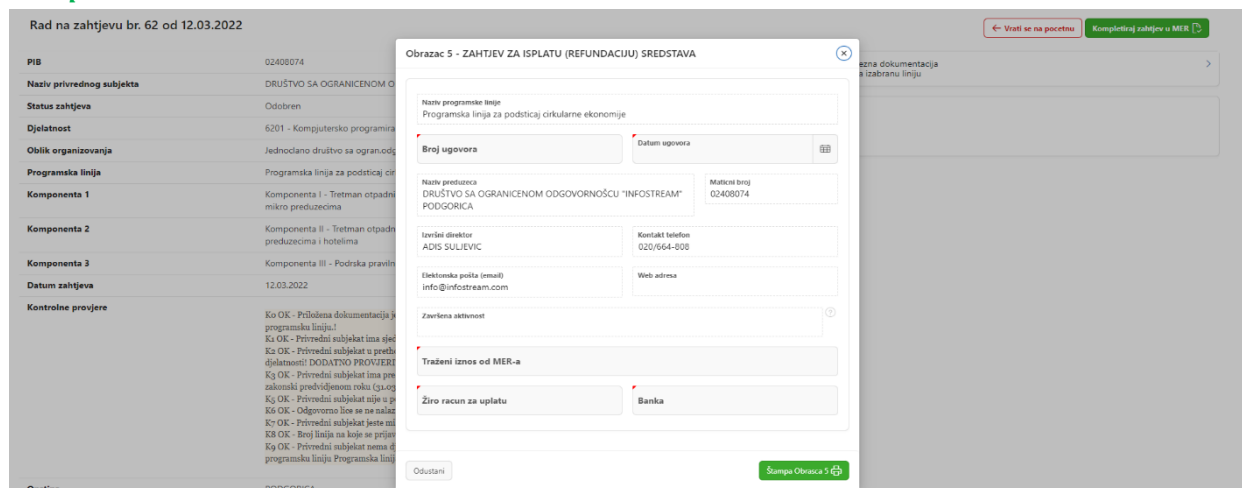 Rad na zahtjevu br. 62 od 12.03.2022
Vrati se na pocetnu
Kompletiraj zahtjev u MER
PIB
02408074
Naziv privrednog subjekta
DRUŠTVO SA OGRANICENOM O
Status zahtjeva
Odobren
Djelatnost
6201 - Kompjutersko programira
Oblik organizovanja
Jednoclano društvo sa ogran.odg
Programska linija
Programska linija za podsticaj cir
Komponenta 1
Komponenta I - Tretman otpadni
mikro preduzecima
Komponenta 2
Komponenta II - Tretman otpadn
preduzecima i hotelima
Komponenta 3
Komponenta III - Podrska praviln
Datum zahtjeva
12.03.2022
Kontrolne provjere
K0 OK - Priložena dokumentacija je
programsku liniju.!
K1 OK - Privredni subjekat ima sjed
K2 OK - Privredni subjekat u preth
djelatnosti! DODATNO PROVJERI
K3 OK - Privredni subjekat ima pre
zakonski predvidjenom roku (31.03
K5 OK - Privredni subjekat nije u p
K6 OK - Odgovorno lice se ne nalaz
K7 OK - Privredni subjekat jeste mi
K8 OK - Broj linija na koje se prijav
K9 OK - Privredni subjekat nema d
programsku liniju Programska linij
PODGORICA
Obrazac 5 - ZAHTJEV ZA ISPLATU (REFUNDACIJU) SREDSTAVA
Naziv programske linije
Programska linija za podsticaj cirkularne ekonomije
Broj ugovora
Datum ugovora
Naziv preduzeca
DRUŠTVO SA OGRANICENOM ODGOVORNOŠCU "INFOSTREAM"
PODGORICA
Maticni broj
02408074
Izvršni direktor
ADIS SULJEVIC
Kontakt telefon
020/664-808
Elektonska pošta (email)
info@infostream.com
Web adresa
Završena aktivnost
Traženi iznos od MER-a
Žiro racun za uplatu
Banka
Odustani
Štampa Obrasca 5
ezna dokumentacija
a izabranu liniju